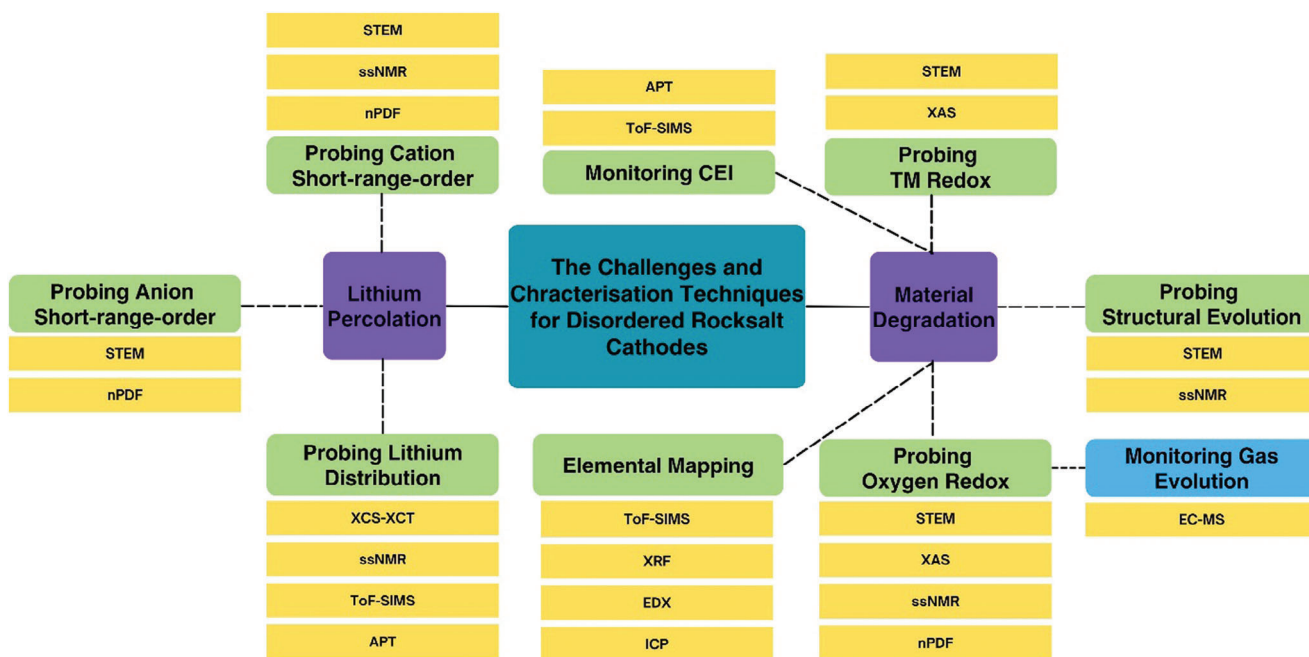 STEM
ssNMR
nPDF
Probing Cation
Short-range-order
APT
ToF-SIMS
Monitoring CEI
STEM
XAS
Probing
TM Redox
Probing Anion
Short-range-order
STEM
nPDF
Lithium
Percolation
The Challenges and
Chracterisation Techniques
for Disordered Rocksalt
Cathodes
Material
Degradation
Probing
Structural Evolution
STEM
ssNMR
Probing Lithium
Distribution
XCS-XCT
ssNMR
ToF-SIMS
APT
Elemental Mapping
ToF-SIMS
XRF
EDX
ICP
Probing
Oxygen Redox
STEM
XAS
ssNMR
nPDF
Monitoring Gas
Evolution
EC-MS